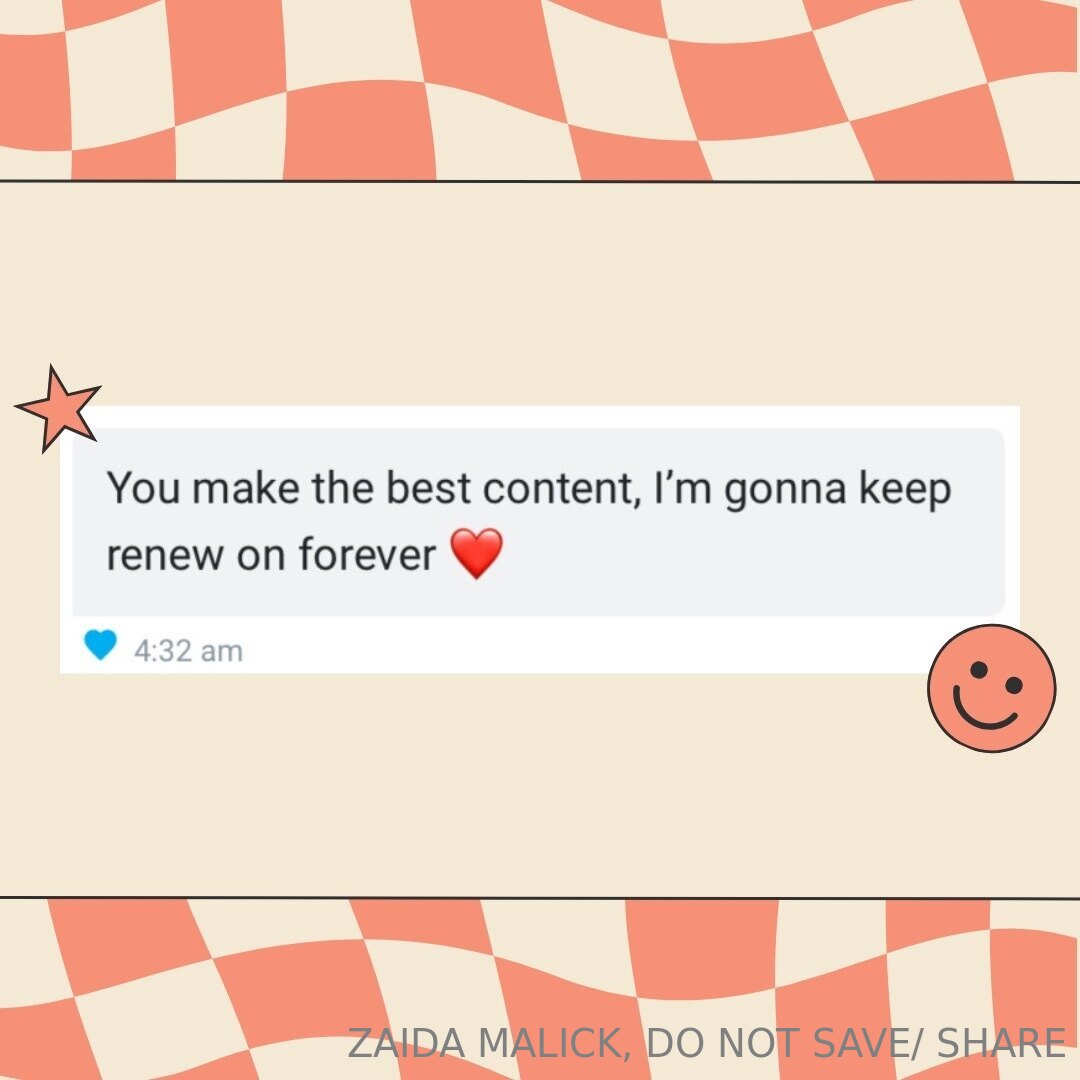 You make the best content, I’m gonna keep
renew on forever ❤️
4:32 am
ZAIDA MALICK, DO NOT SAVE/ SHARE